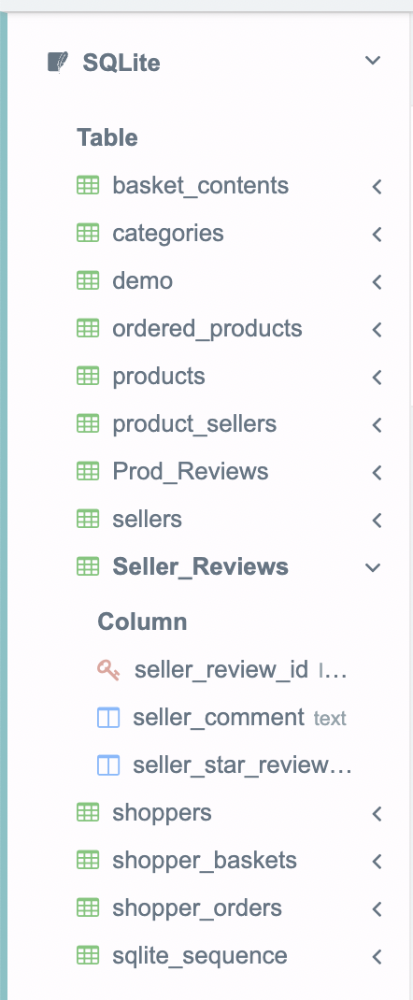 SQLite
Table
basket_contents
categories
demo
ordered_products
products
product_sellers
Prod_Reviews
sellers
Seller_Reviews
Column
seller_review_id I...
seller_comment text
seller_star_review...
shoppers
shopper_baskets
shopper_orders
sqlite_sequence